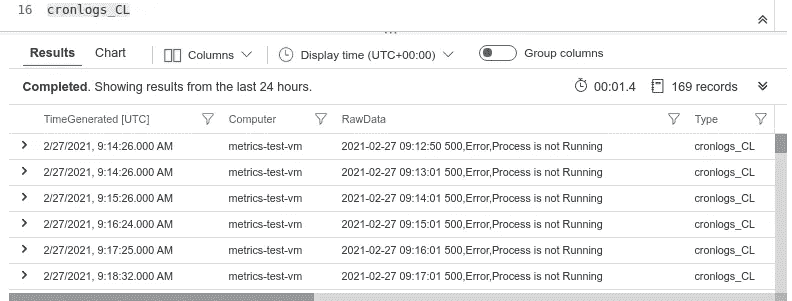 16 cronlogs_CL
Results Chart Columns Display time (UTC+00:00) Group columns
Completed. Showing results from the last 24 hours. 00:01.4 169 records
TimeGenerated [UTC] Computer RawData Type
2/27/2021, 9:14:26.000 AM metrics-test-vm 2021-02-27 09:12:50 500,Error,Process is not Running cronlogs_CL
2/27/2021, 9:14:26.000 AM metrics-test-vm 2021-02-27 09:13:01 500,Error,Process is not Running cronlogs_CL
2/27/2021, 9:15:26.000 AM metrics-test-vm 2021-02-27 09:14:01 500,Error,Process is not Running cronlogs_CL
2/27/2021, 9:16:24.000 AM metrics-test-vm 2021-02-27 09:15:01 500,Error,Process is not Running cronlogs_CL
2/27/2021, 9:17:25.000 AM metrics-test-vm 2021-02-27 09:16:01 500,Error,Process is not Running cronlogs_CL
2/27/2021, 9:18:32.000 AM metrics-test-vm 2021-02-27 09:17:01 500,Error,Process is not Running cronlogs_CL